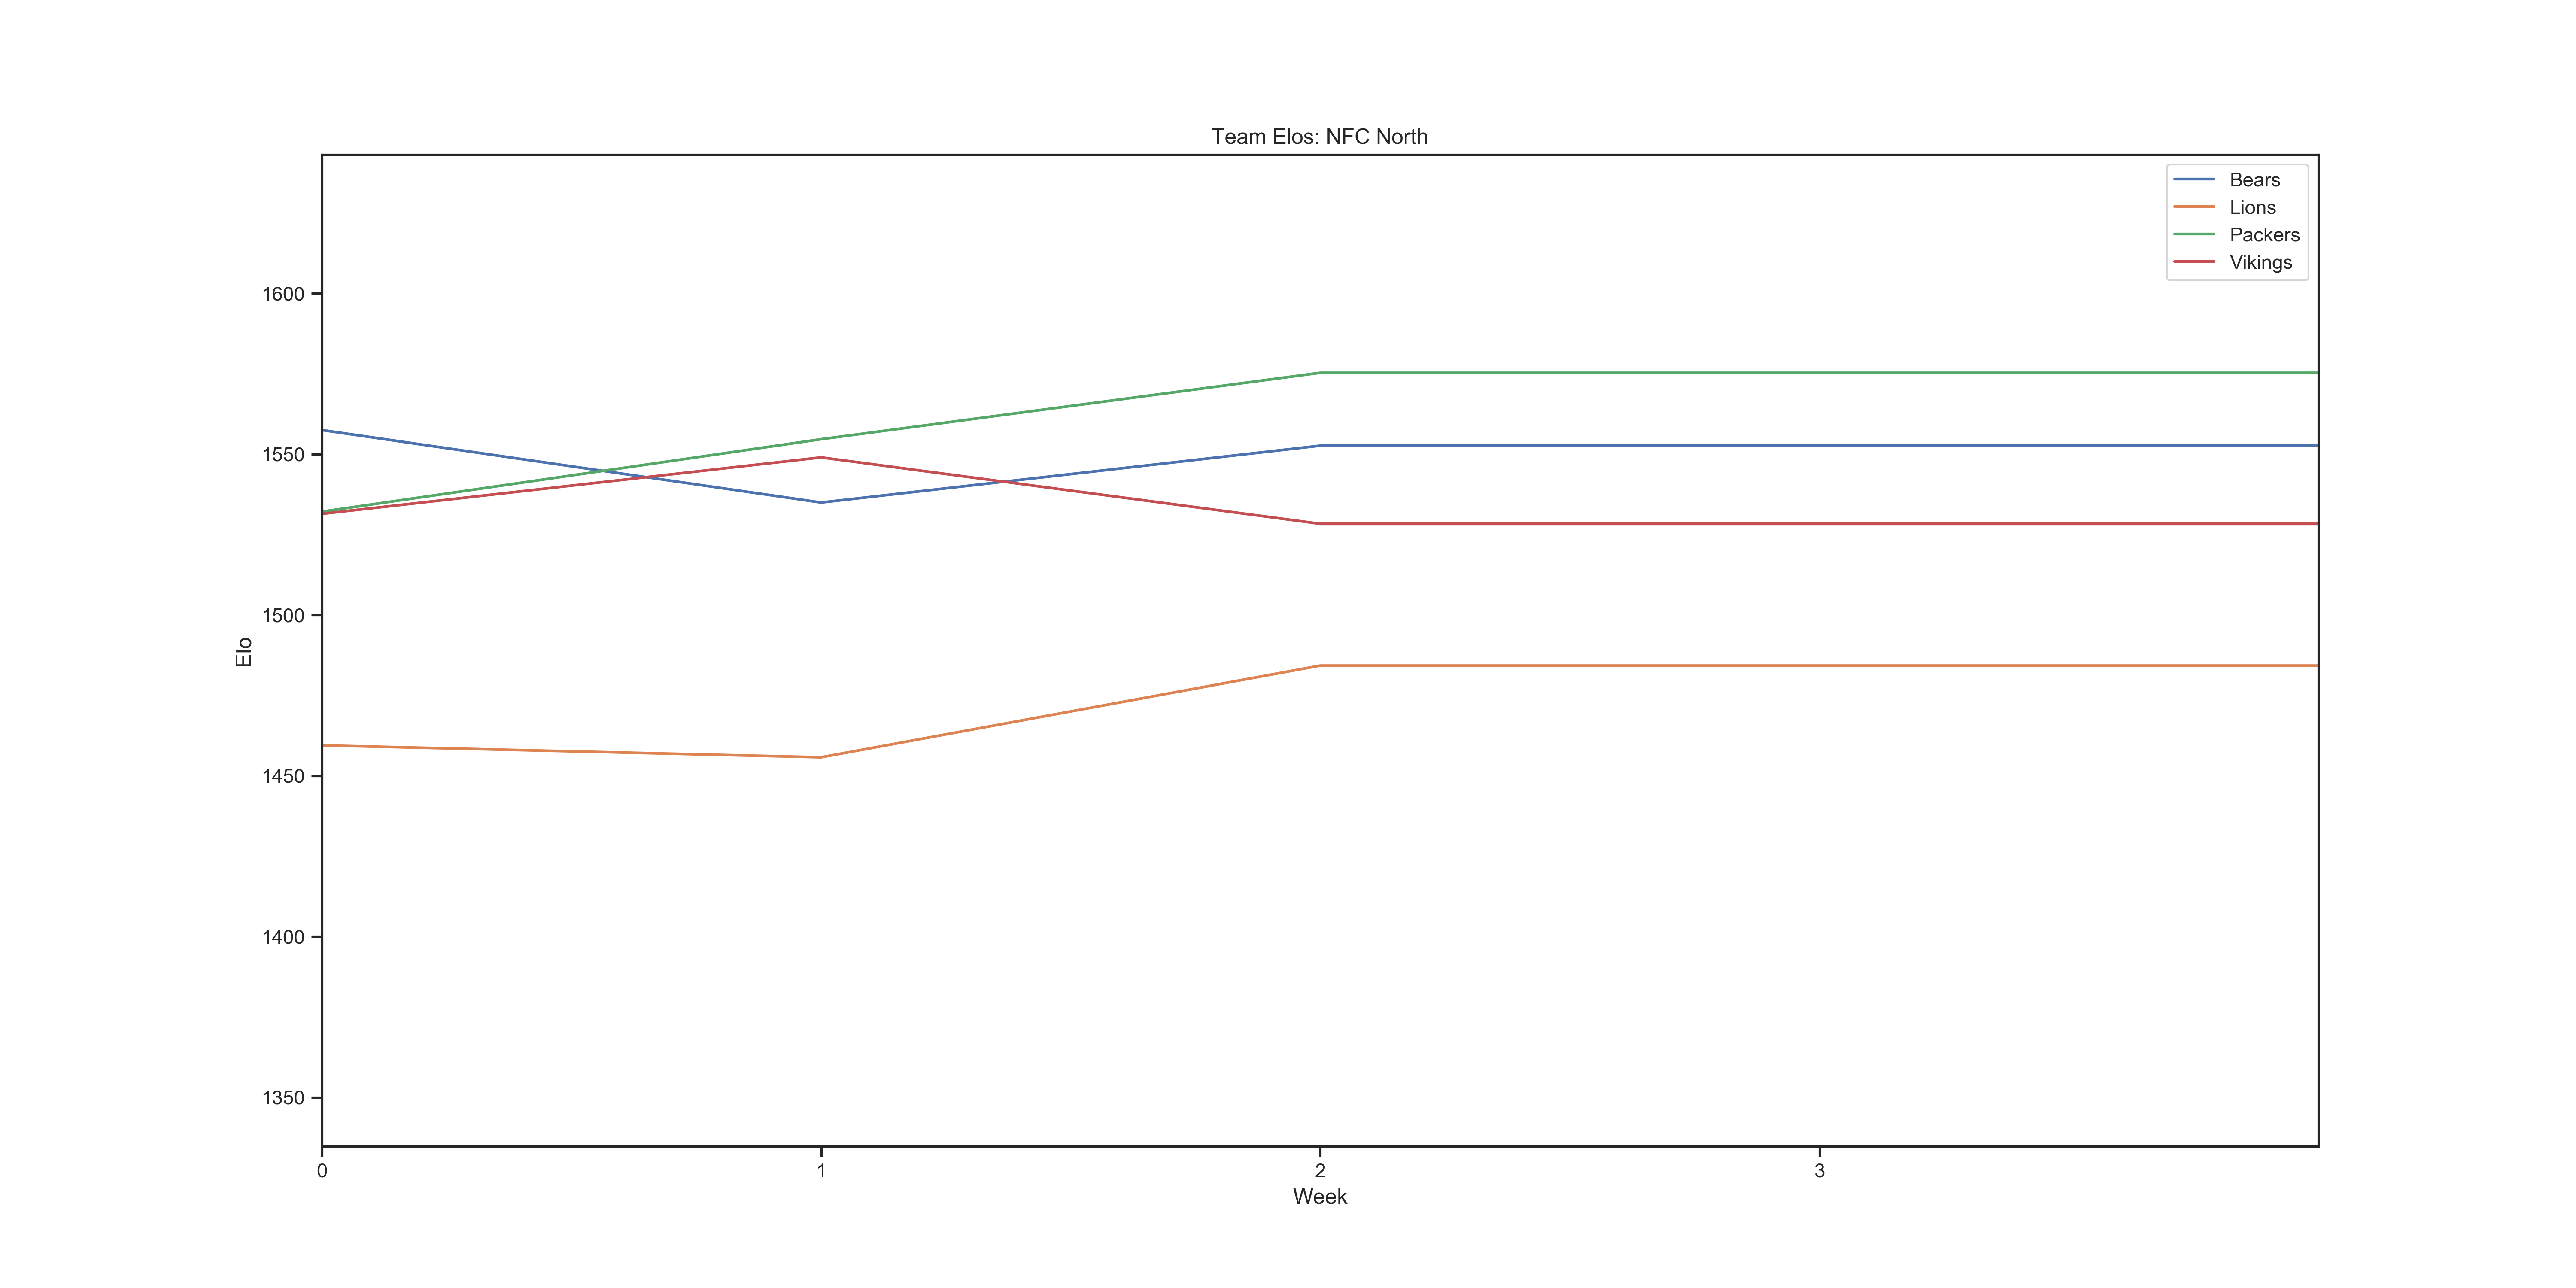 Team Elos: NFC North
Bears
Lions
Packers
Vikings
1600
1550
1500
1450
1400
1350
Elo
0 1 2 3
Week